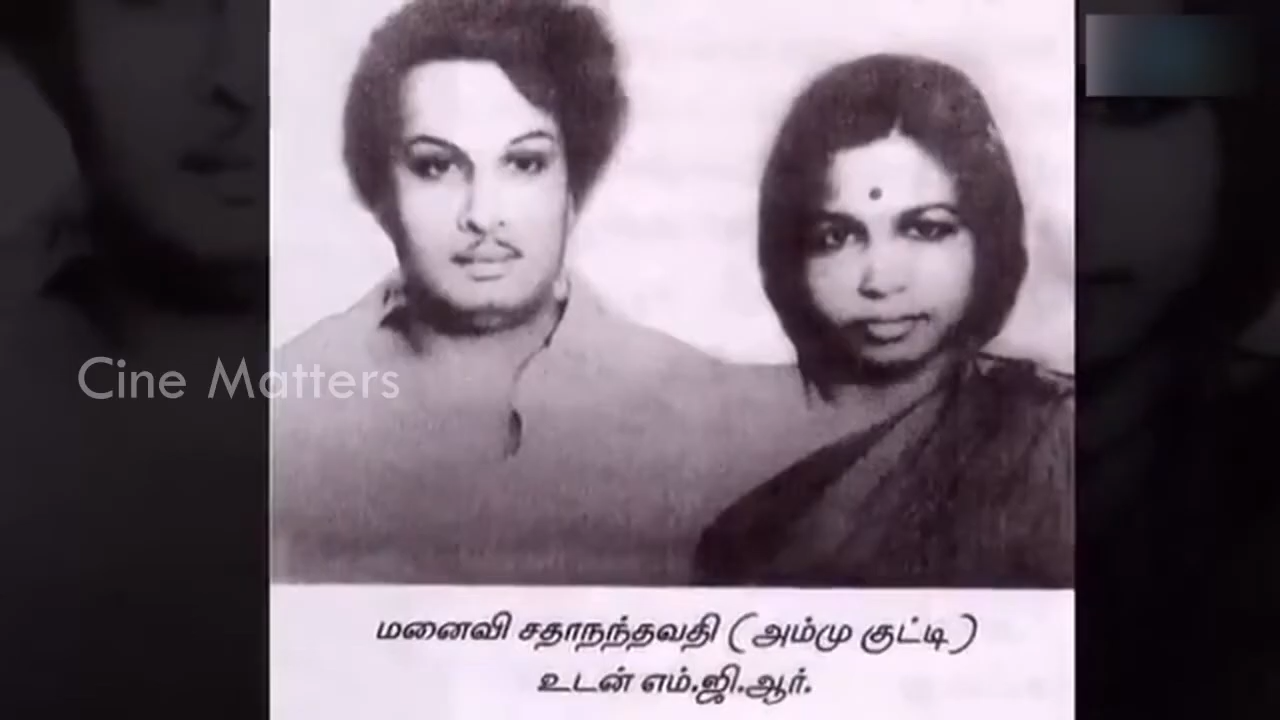 Cine Matters
மனைவி சதாநந்தவதி (அம்மு குட்டி)
உடன் எம்.ஜி.ஆர்.